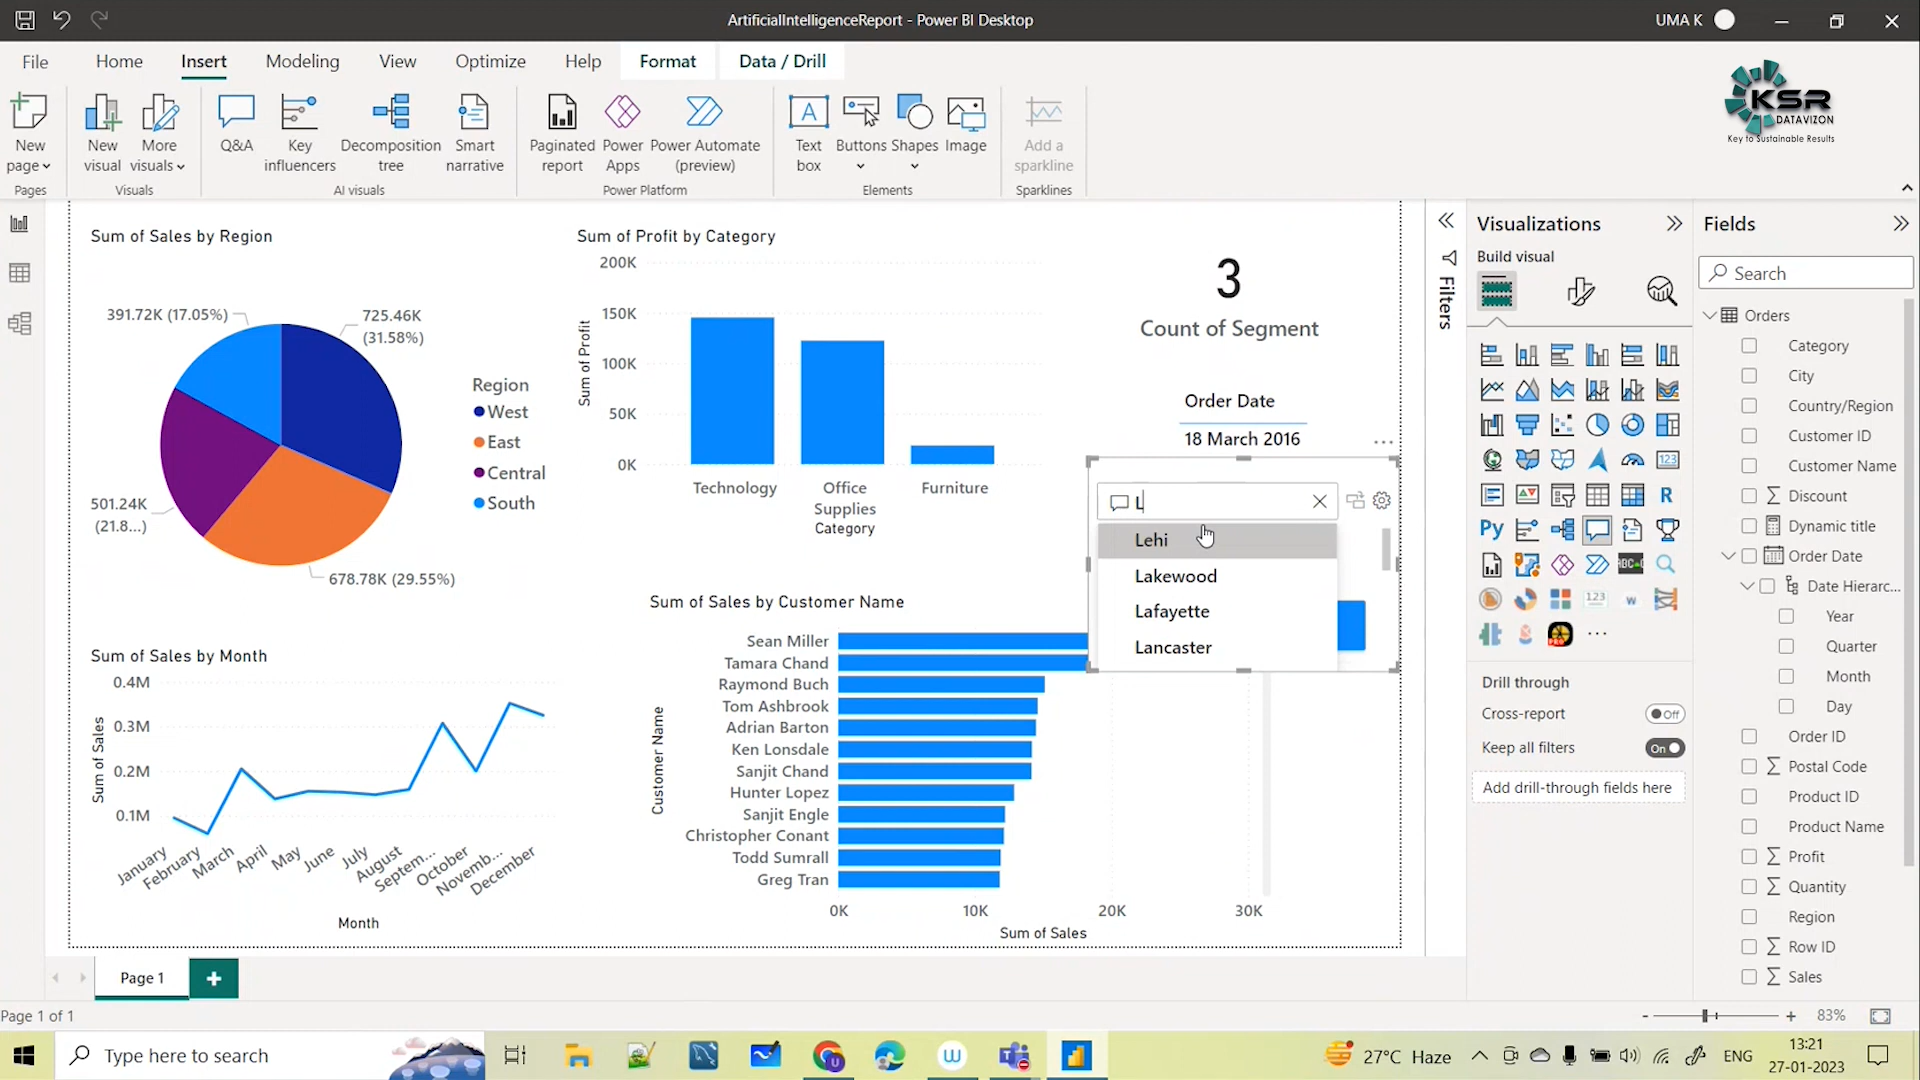 ArtificialIntelligenceReport - Power BI Desktop
UMA K
File
Home
Insert
Modeling
View
Optimize
Help
Format
Data / Drill
New page
New visual
More visuals
Q&A
Key influencers
Decomposition tree
Smart narrative
Paginated report
Power Apps
Power Automate (preview)
Text box
Buttons
Shapes
Image
Add a sparkline
Pages
Visuals
AI visuals
Power Platform
Elements
Sparklines
KSR
DATAVIZON
Key to Sustainable Results
Sum of Sales by Region
391.72K (17.05%)
725.46K
(31.58%)
501.24K
(21.8...)
678.78K (29.55%)
Region
West
East
Central
South
Sum of Profit by Category
Sum of Profit
200K
150K
100K
50K
0K
Technology
Office
Supplies
Furniture
Category
3
Count of Segment
Order Date
18 March 2016
L
Lehi
Lakewood
Lafayette
Lancaster
Sum of Sales by Month
Sum of Sales
0.4M
0.3M
0.2M
0.1M
January
February
March
April
May
June
July
August
Septem...
October
Novemb...
December
Month
Sum of Sales by Customer Name
Customer Name
Sean Miller
Tamara Chand
Raymond Buch
Tom Ashbrook
Adrian Barton
Ken Lonsdale
Sanjit Chand
Hunter Lopez
Sanjit Engle
Christopher Conant
Todd Sumrall
Greg Tran
0K
10K
20K
30K
Sum of Sales
Filters
Visualizations
Build visual
123
R
Py
ABC
123
W
Drill through
Cross-report
Off
Keep all filters
On
Add drill-through fields here
Fields
Search
Orders
Category
City
Country/Region
Customer ID
Customer Name
Discount
Dynamic title
Order Date
Date Hierarc...
Year
Quarter
Month
Day
Order ID
Postal Code
Product ID
Product Name
Profit
Quantity
Region
Row ID
Sales
Page 1
Page 1 of 1
83%
Type here to search
27°C Haze
ENG
13:21
27-01-2023